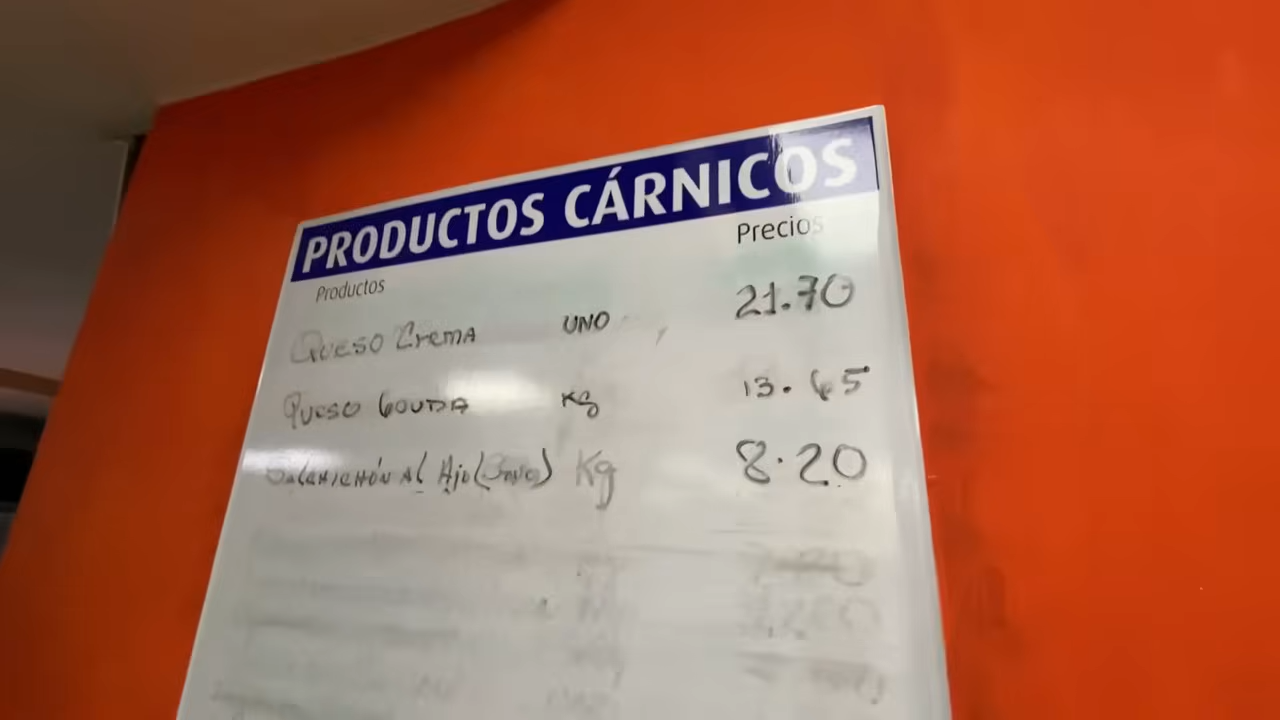 PRODUCTOS CÁRNICOS
Productos Precios
Queso Crema UNO 21.70
Queso Gouda Kg 13.45
Salchichón Al Ajo Kg 8.20